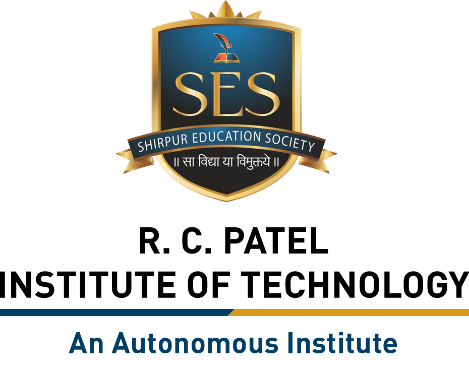 SES
SHIRPUR EDUCATION SOCIETY
॥ सा विद्या या विमुक्तये ॥
R. C. PATEL
INSTITUTE OF TECHNOLOGY
An Autonomous Institute